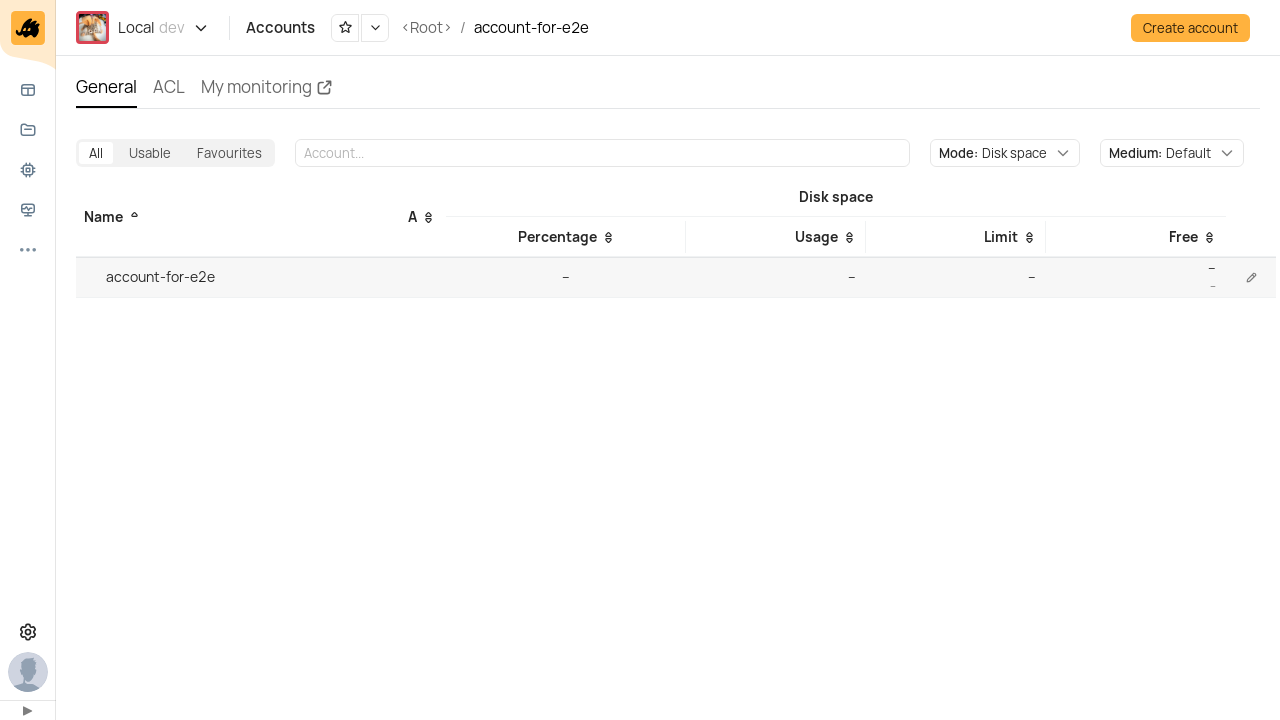 Local dev
Accounts
<Root> / account-for-e2e
Create account
General ACL My monitoring
All Usable Favourites
Account...
Mode: Disk space
Medium: Default
Disk space
Name A
Percentage Usage Limit Free
account-for-e2e – – – –
–